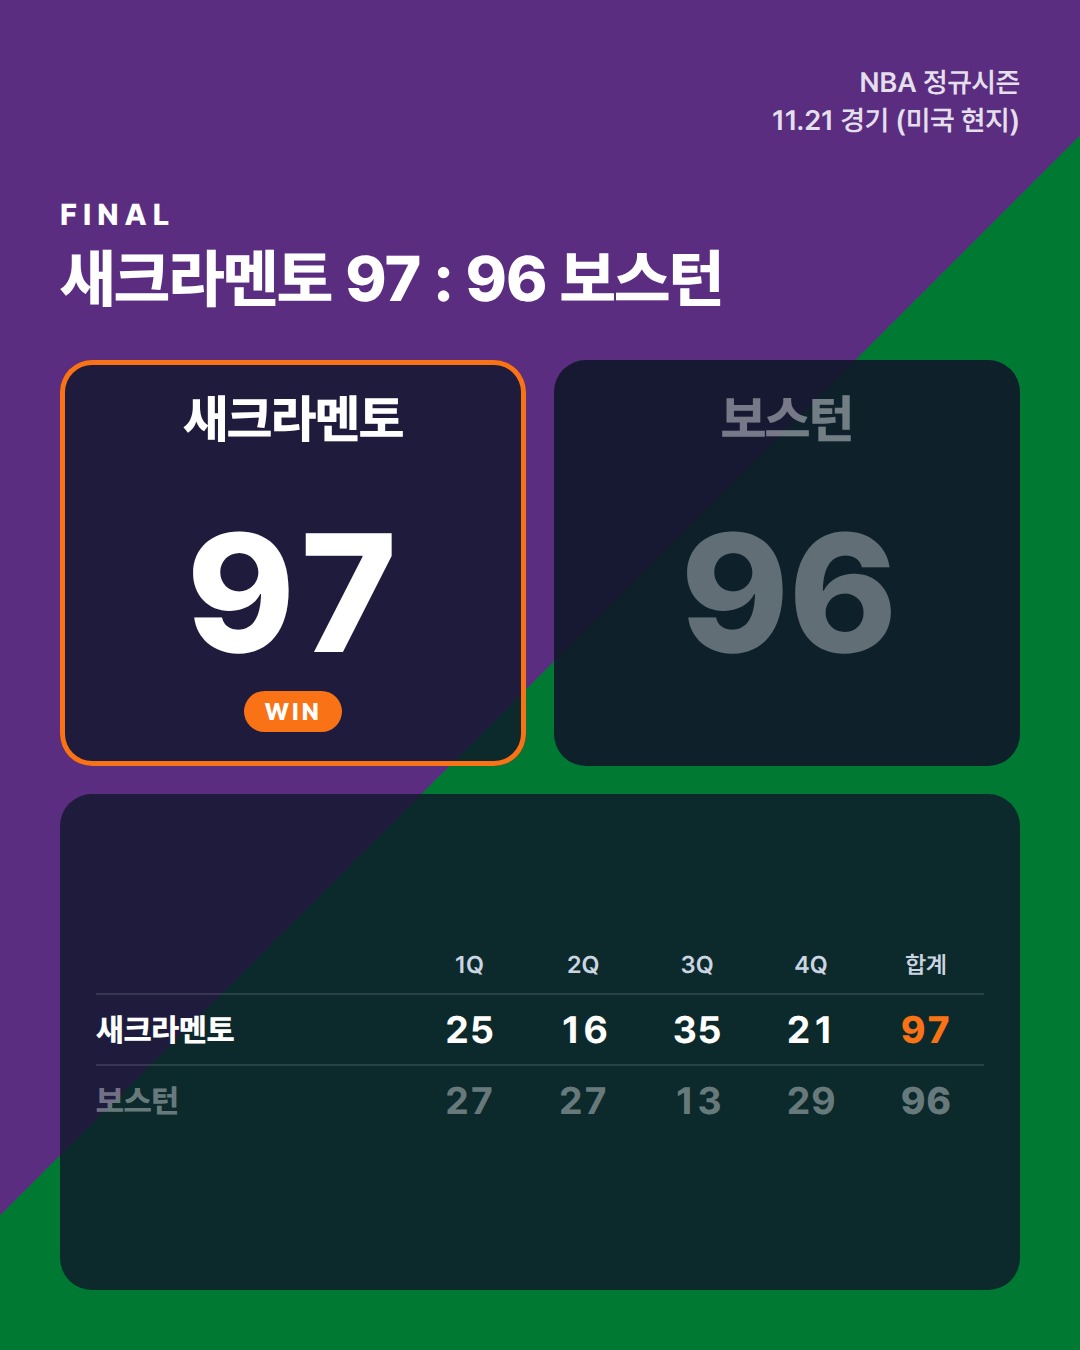 NBA 정규시즌
11.21 경기 (미국 현지)
FINAL
새크라멘토 97 : 96 보스턴
새크라멘토
97
WIN
보스턴
96
1Q 2Q 3Q 4Q 합계
새크라멘토 25 16 35 21 97
보스턴 27 27 13 29 96